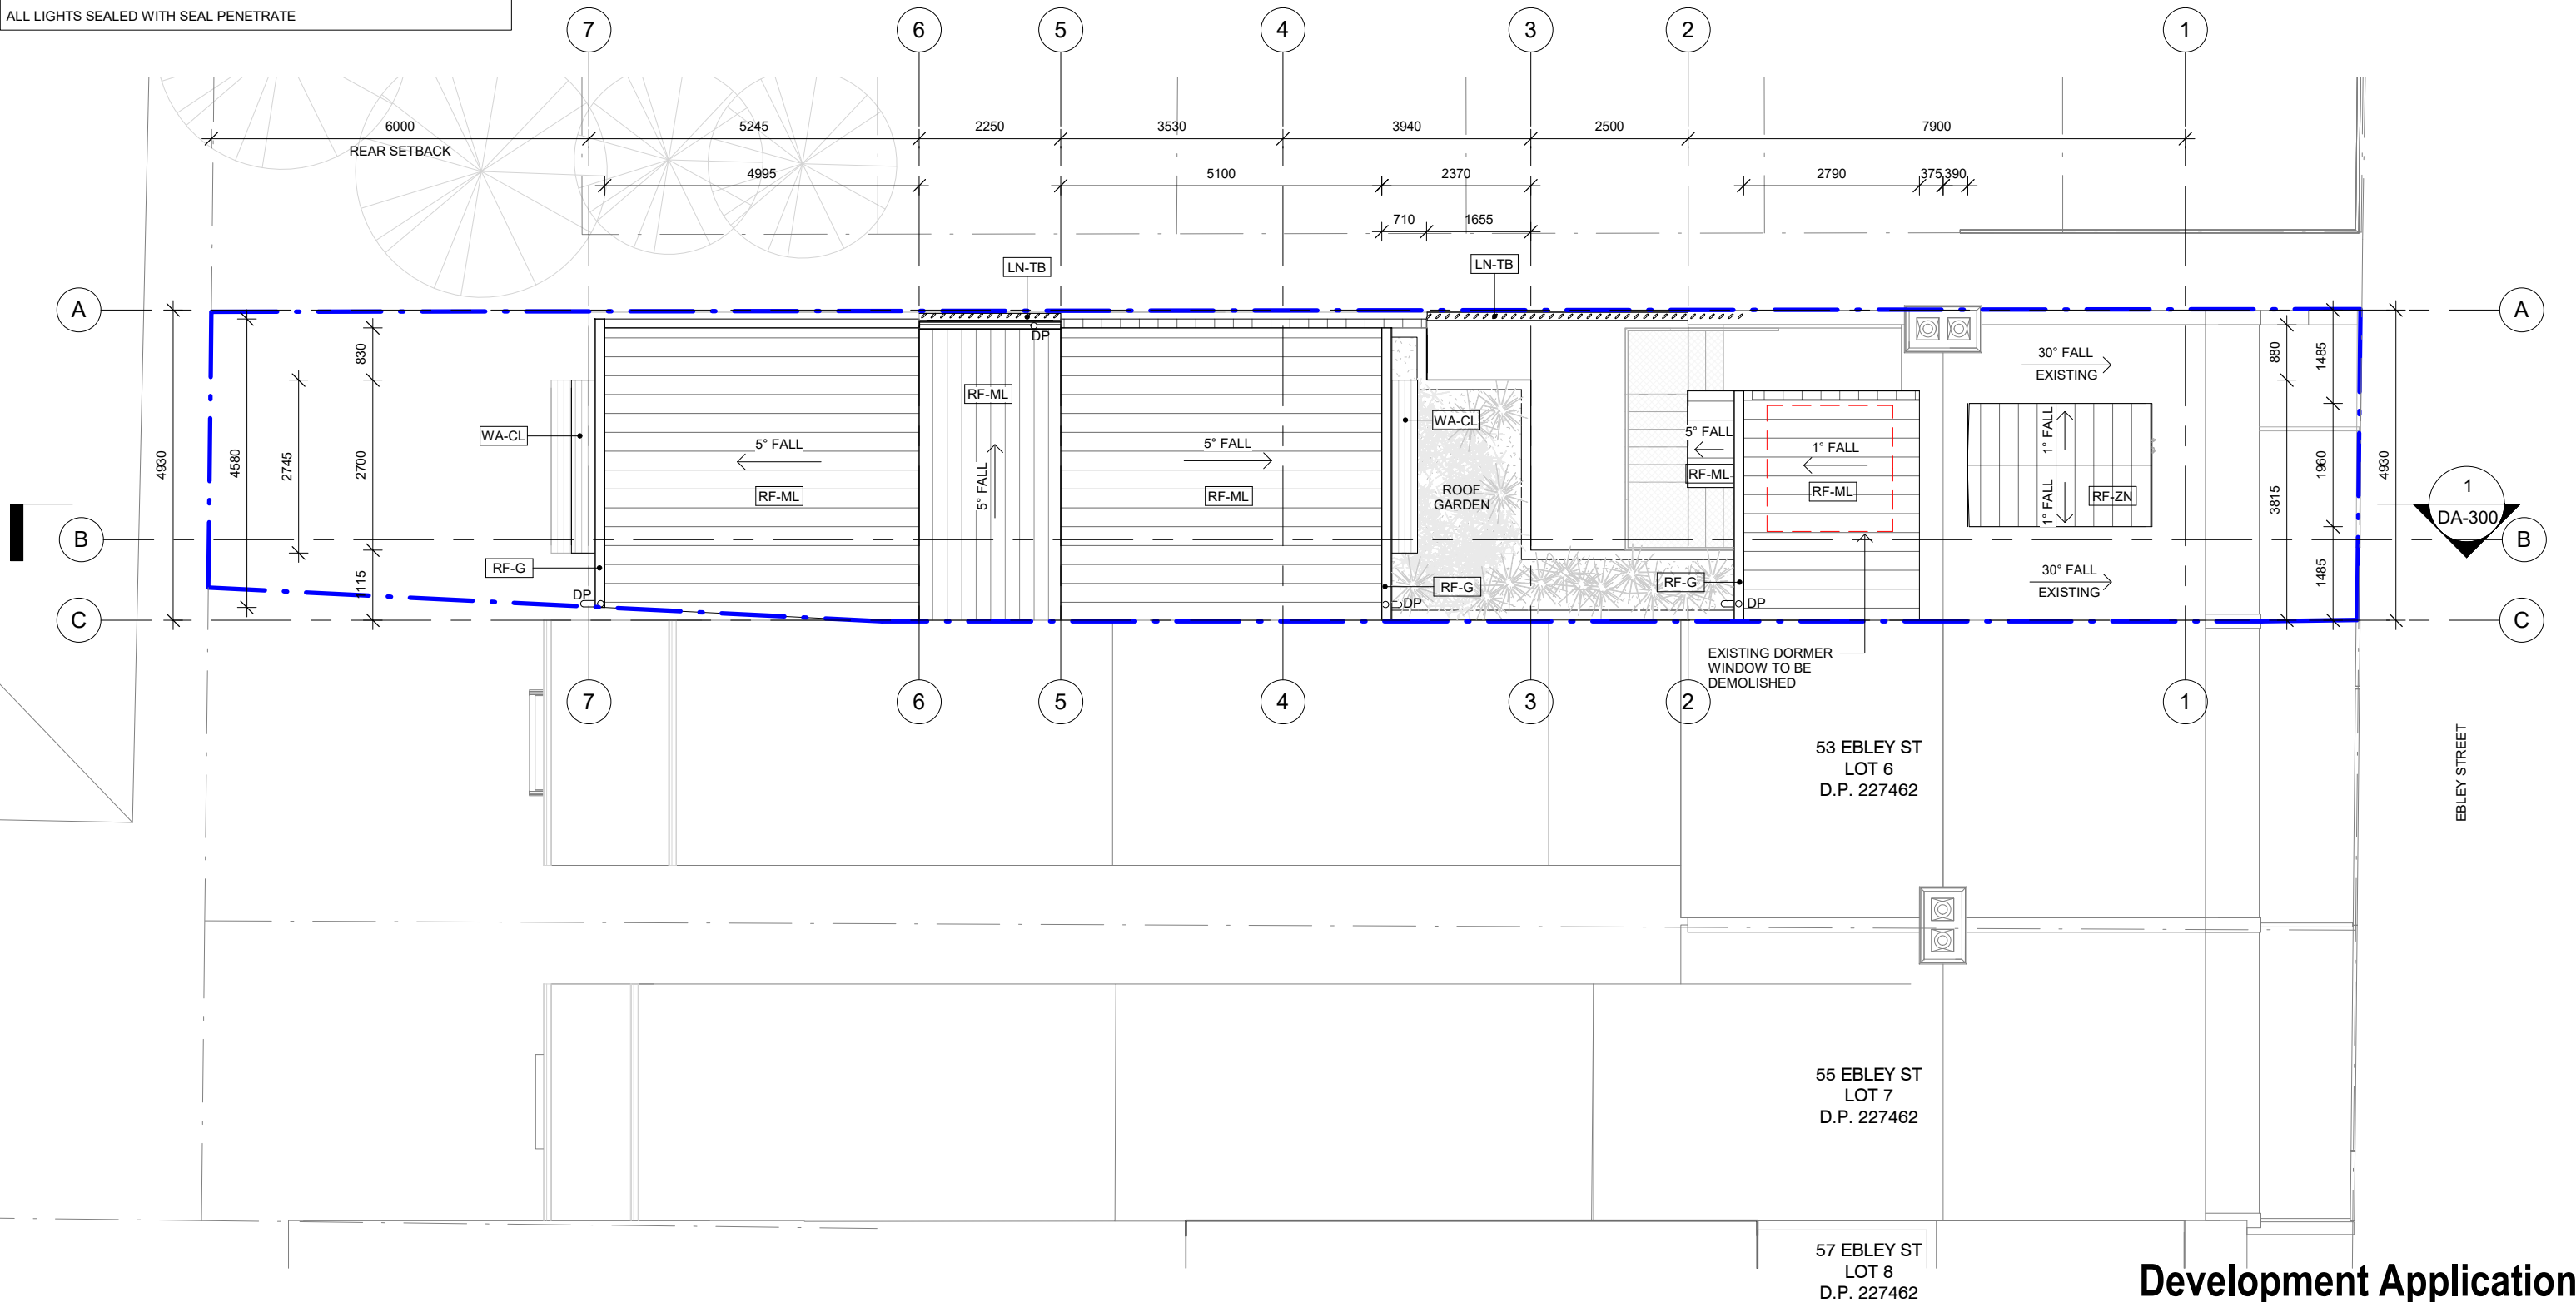 ALL LIGHTS SEALED WITH SEAL PENETRATE
7
6
5
4
3
2
1
6000
5245
2250
3530
3940
2500
7900
REAR SETBACK
4995
5100
2370
2790
375
390
710
1655
LN-TB
LN-TB
A
A
DP
830
880
1485
30° FALL
EXISTING
RF-ML
WA-CL
WA-CL
4930
4580
2745
2700
5° FALL
RF-ML
5° FALL
5° FALL
RF-ML
ROOF
GARDEN
5° FALL
RF-ML
1° FALL
RF-ML
1° FALL
1° FALL
RF-ZN
3815
1960
4930
1
DA-300
B
B
RF-G
1115
RF-G
RF-G
30° FALL
EXISTING
1485
DP
DP
DP
C
C
EXISTING DORMER
WINDOW TO BE
DEMOLISHED
7
6
5
4
3
2
1
53 EBLEY ST
LOT 6
D.P. 227462
EBLEY STREET
55 EBLEY ST
LOT 7
D.P. 227462
57 EBLEY ST
LOT 8
D.P. 227462
Development Application